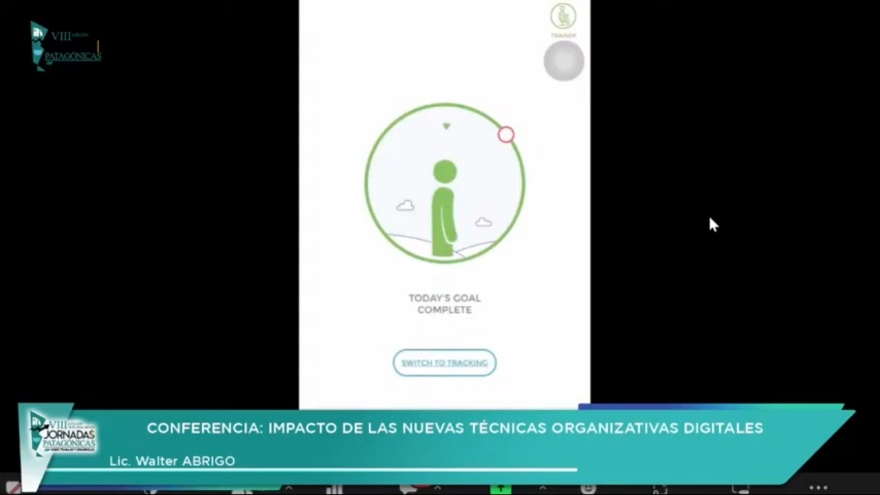 VIII
PATAGÓNICAS
TRAINER
TODAY'S GOAL
COMPLETE
SWITCH TO TRACKING
VIII
JORNADAS
PATAGÓNICAS
CONFERENCIA: IMPACTO DE LAS NUEVAS TÉCNICAS ORGANIZATIVAS DIGITALES
Lic. Walter ABRIGO